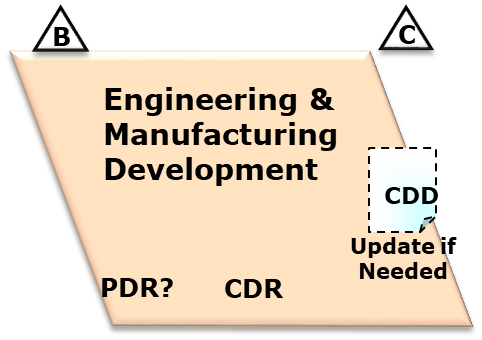 B
C
Engineering &
Manufacturing
Development
CDD
Update if
Needed
PDR? CDR